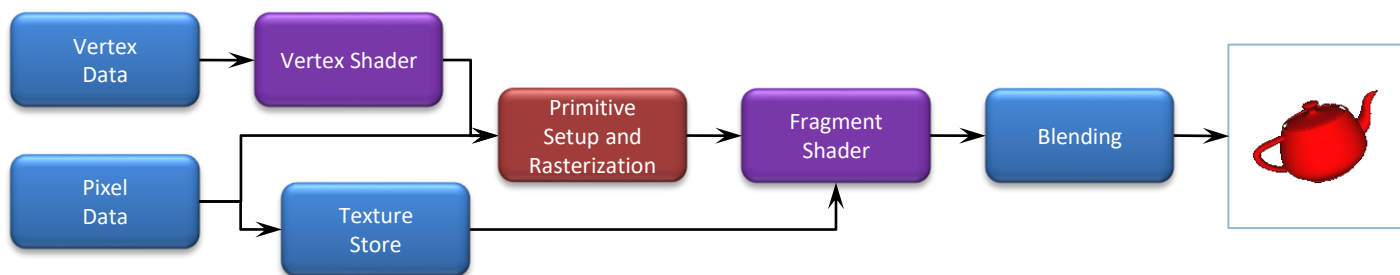 Vertex
Data
Vertex Shader
Primitive
Setup and
Rasterization
Fragment
Shader
Blending
Pixel
Data
Texture
Store